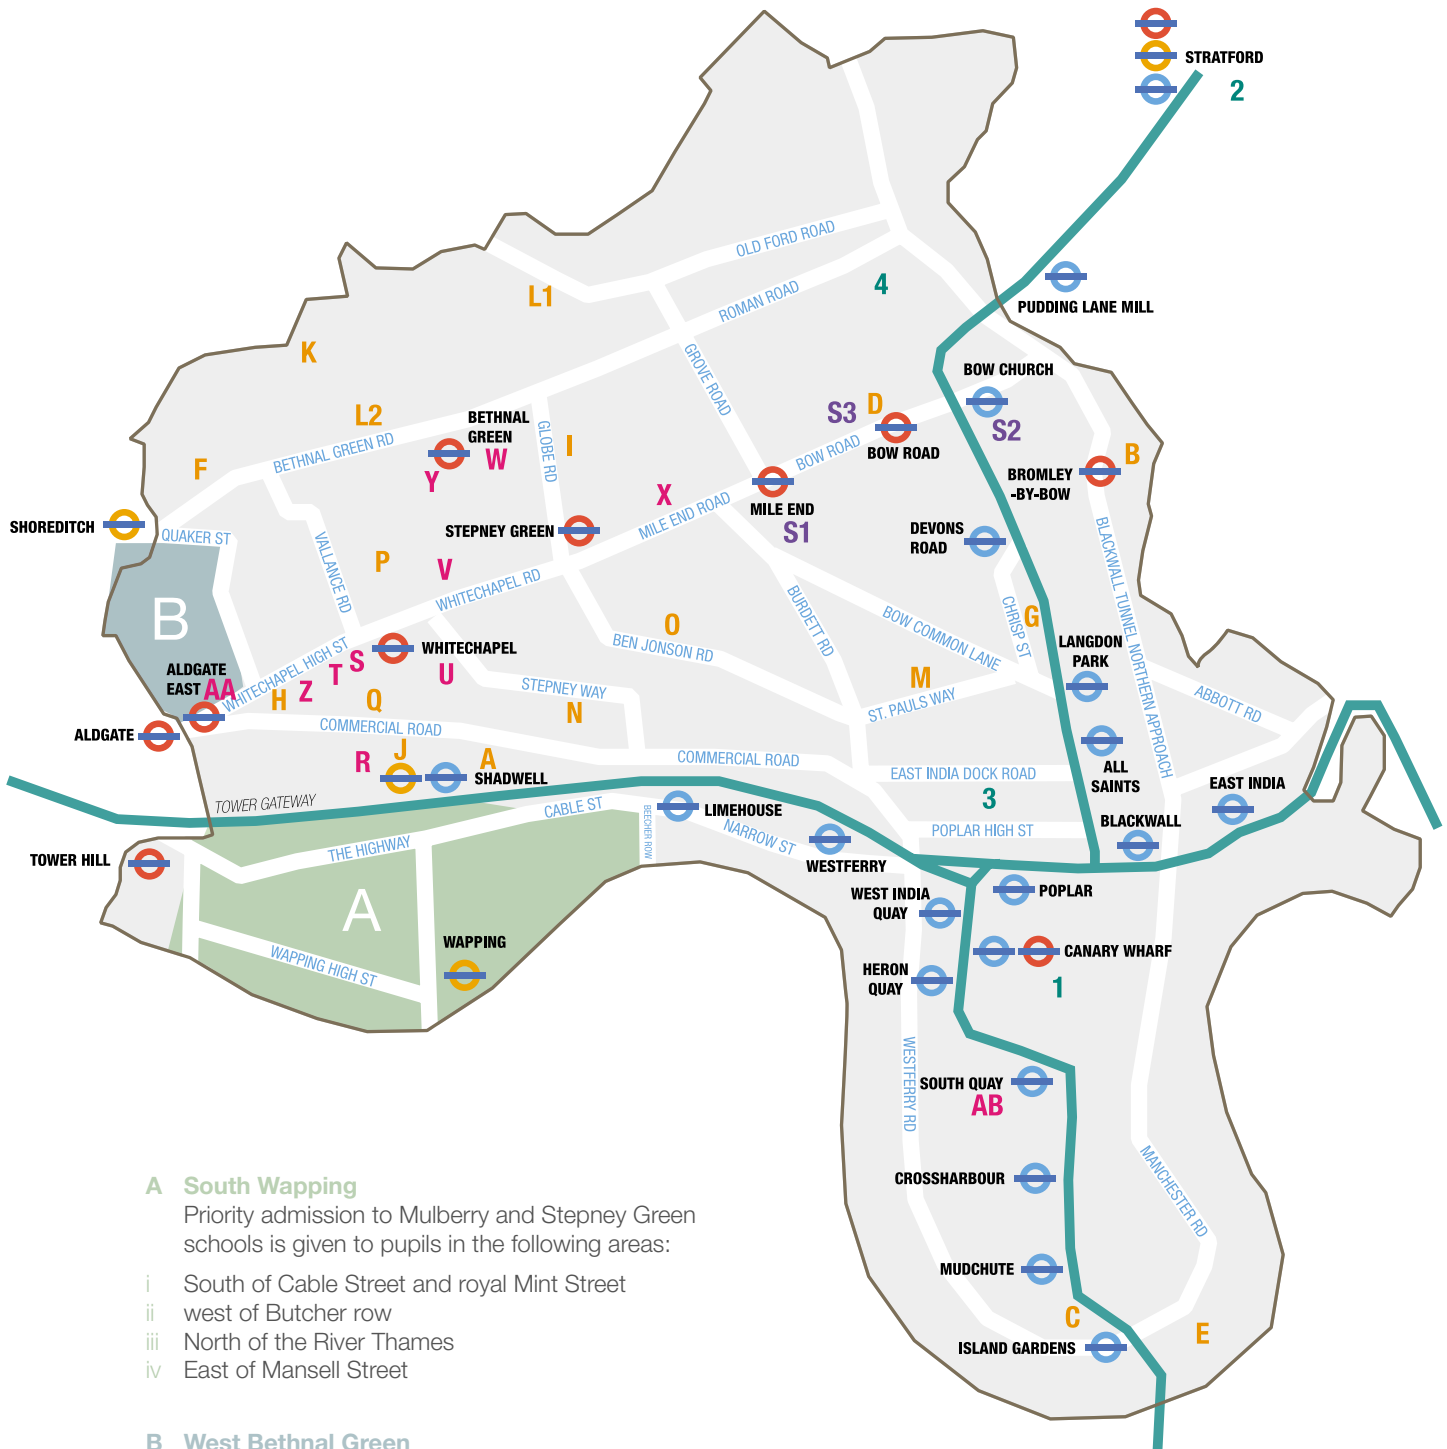 STRATFORD
2
OLD FORD ROAD
L1
4
ROMAN ROAD
PUDDING LANE MILL
K
GROVE ROAD
BOW CHURCH
L2
BETHNAL
GREEN
S3
D
S2
BETHNAL GREEN RD
GLOBE RD
I
BOW ROAD
BOW ROAD
F
W
Y
B
BROMLEY
-BY-BOW
X
MILE END
S1
SHOREDITCH
QUAKER ST
STEPNEY GREEN
MILE END ROAD
DEVONS
ROAD
VALLANCE RD
P
V
WHITECHAPEL RD
BLACKWALL TUNNEL NORTHERN APPROACH
B
BURDETT RD
BOW COMMON LANE
CHRISP ST
G
O
BEN JONSON RD
LANGDON
PARK
WHITECHAPEL
WHITECHAPEL HIGH ST
ALDGATE
EAST
AA
S
T
Z
U
STEPNEY WAY
M
ST. PAULS WAY
ABBOTT RD
H
Q
N
ALDGATE
COMMERCIAL ROAD
COMMERCIAL ROAD
J
A
R
SHADWELL
EAST INDIA DOCK ROAD
ALL
SAINTS
EAST INDIA
TOWER GATEWAY
CABLE ST
BEECHER ROW
LIMEHOUSE
3
POPLAR HIGH ST
BLACKWALL
NARROW ST
THE HIGHWAY
TOWER HILL
WESTFERRY
A
WEST INDIA
QUAY
POPLAR
WAPPING
WAPPING HIGH ST
CANARY WHARF
HERON
QUAY
1
WESTFERRY RD
SOUTH QUAY
AB
MANCHESTER RD
CROSSHARBOUR
MUDCHUTE
C
E
ISLAND GARDENS
A South Wapping
Priority admission to Mulberry and Stepney Green
schools is given to pupils in the following areas:
i South of Cable Street and royal Mint Street
ii west of Butcher row
iii North of the River Thames
iv East of Mansell Street
B West Bethnal Green